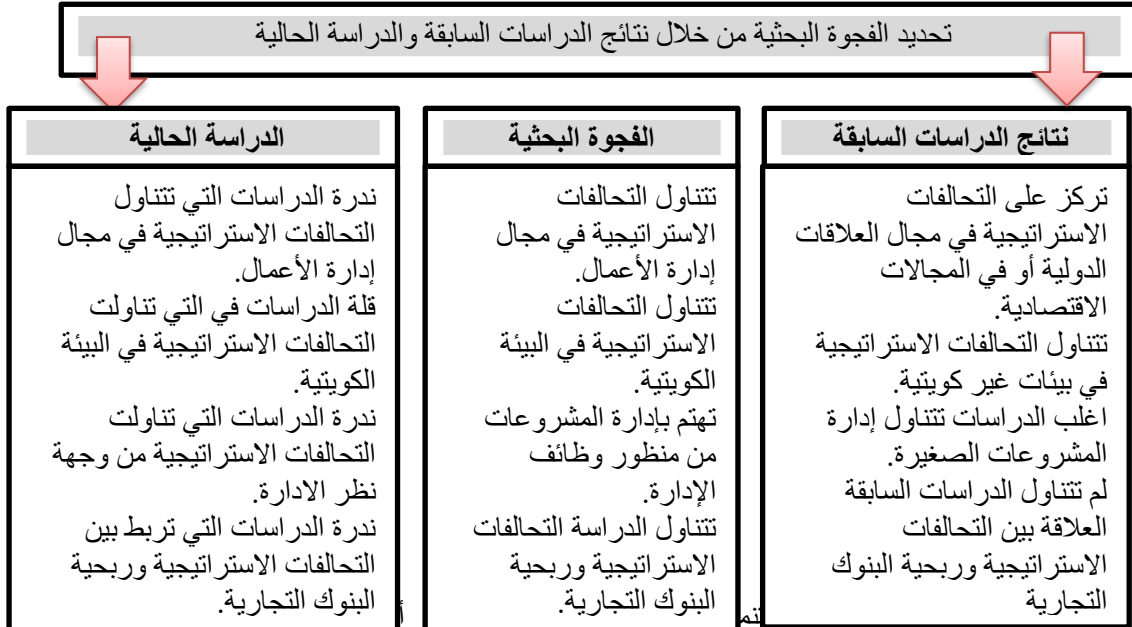 تحديد الفجوة البحثية من خلال نتائج الدراسات السابقة والدراسة الحالية
نتائج الدراسات السابقة
تركز على التحالفات
الاستراتيجية في مجال العلاقات
الدولية أو في المجالات
الاقتصادية.
تتناول التحالفات الاستراتيجية
في بيئات غير كويتية.
اغلب الدراسات تتناول إدارة
المشروعات الصغيرة.
لم تتناول الدراسات السابقة
العلاقة بين التحالفات
الاستراتيجية وربحية البنوك
التجارية
الفجوة البحثية
تتناول التحالفات
الاستراتيجية في مجال
إدارة الأعمال.
تتناول التحالفات
الاستراتيجية في البيئة
الكويتية.
تهتم بإدارة المشروعات
من منظور وظائف
الإدارة.
تتناول الدراسة التحالفات
الاستراتيجية وربحية
البنوك التجارية.
الدراسة الحالية
ندرة الدراسات التي تتناول
التحالفات الاستراتيجية في مجال
إدارة الأعمال.
قلة الدراسات في التي تناولت
التحالفات الاستراتيجية في البيئة
الكويتية.
ندرة الدراسات التي تناولت
التحالفات الاستراتيجية من وجهة
نظر الادارة.
ندرة الدراسات التي تربط بين
التحالفات الاستراتيجية وربحية
البنوك التجارية.